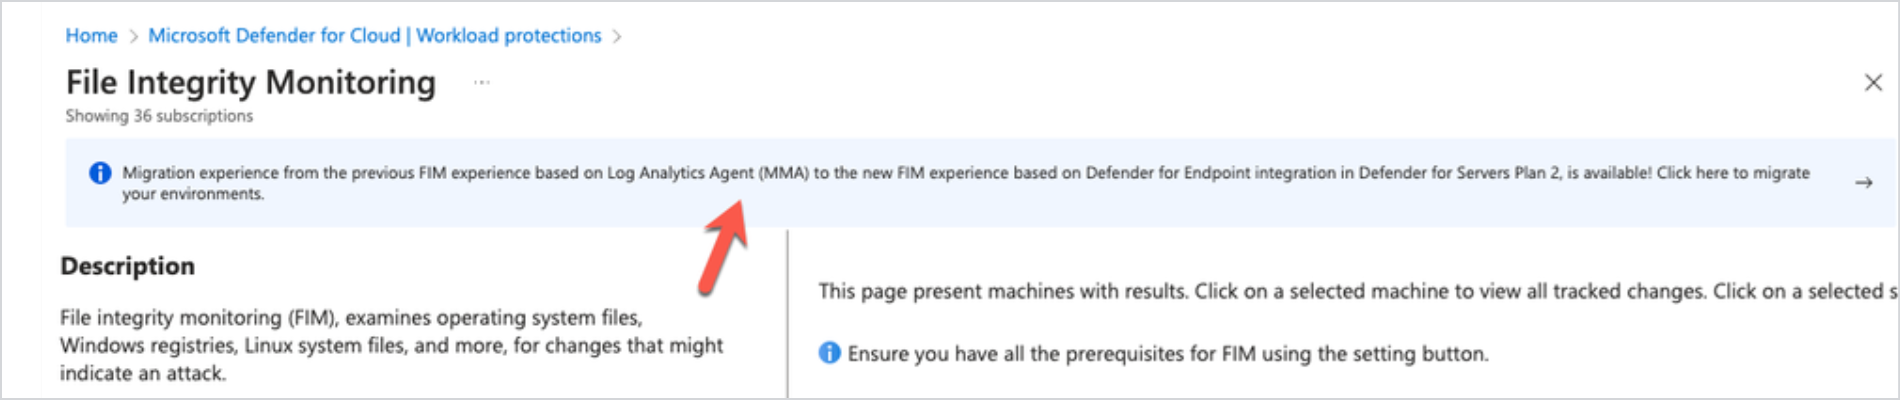 Home > Microsoft Defender for Cloud | Workload protections >
File Integrity Monitoring ...
Showing 36 subscriptions
Migration experience from the previous FIM experience based on Log Analytics Agent (MMA) to the new FIM experience based on Defender for Endpoint integration in Defender for Servers Plan 2, is available! Click here to migrate
your environments.
Description
File integrity monitoring (FIM), examines operating system files,
Windows registries, Linux system files, and more, for changes that might
indicate an attack.
This page present machines with results. Click on a selected machine to view all tracked changes. Click on a selected s
Ensure you have all the prerequisites for FIM using the setting button.